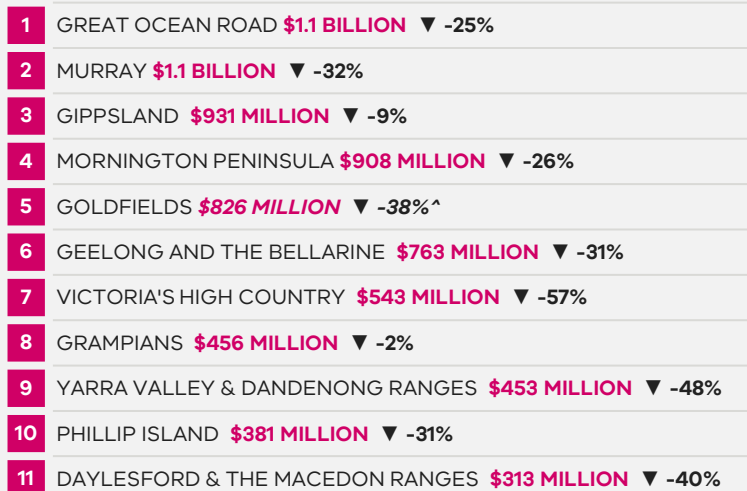 1 GREAT OCEAN ROAD $1.1 BILLION ▼ -25%
2 MURRAY $1.1 BILLION ▼ -32%
3 GIPPSLAND $931 MILLION ▼ -9%
4 MORNINGTON PENINSULA $908 MILLION ▼ -26%
5 GOLDFIELDS $826 MILLION ▼ -38%^
6 GEELONG AND THE BELLARINE $763 MILLION ▼ -31%
7 VICTORIA'S HIGH COUNTRY $543 MILLION ▼ -57%
8 GRAMPIANS $456 MILLION ▼ -2%
9 YARRA VALLEY & DANDENONG RANGES $453 MILLION ▼ -48%
10 PHILLIP ISLAND $381 MILLION ▼ -31%
11 DAYLESFORD & THE MACEDON RANGES $313 MILLION ▼ -40%